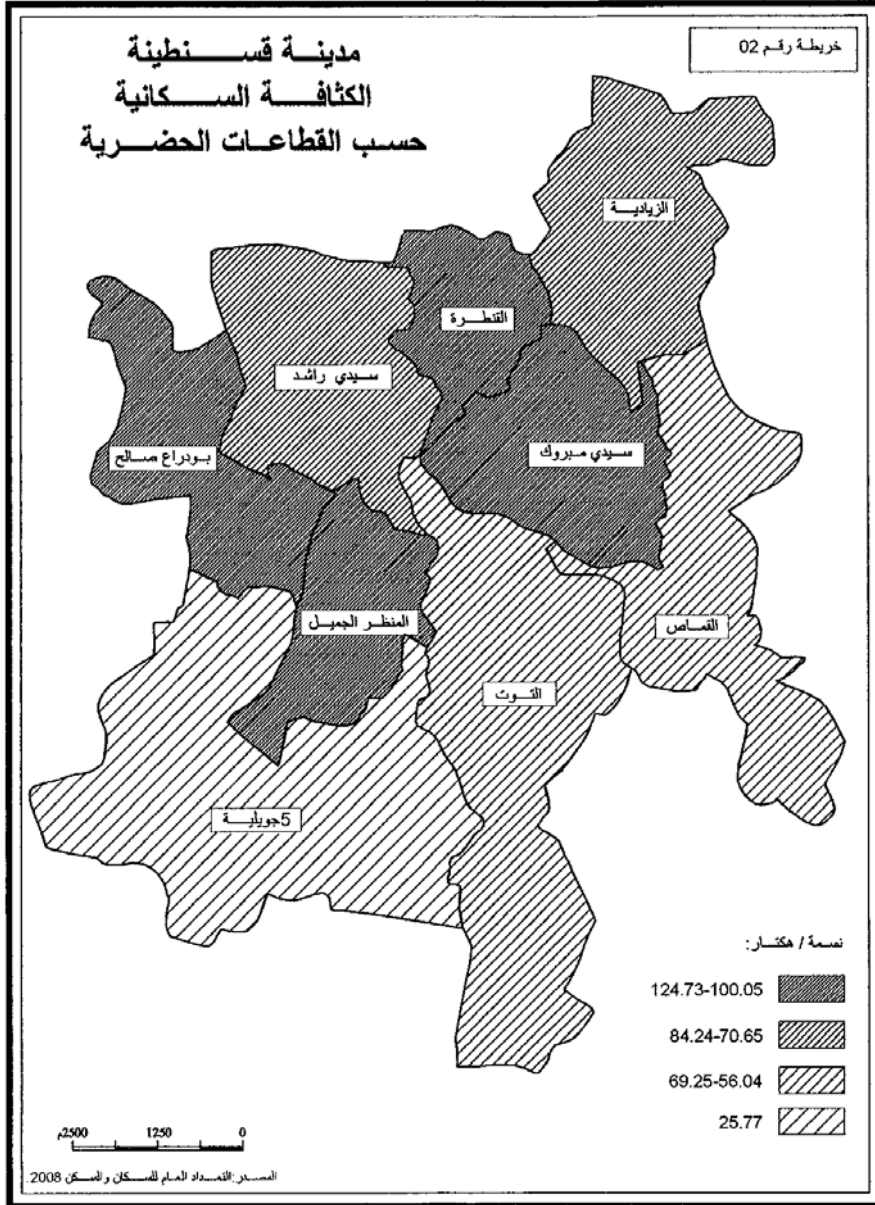 خريطة رقم 02
مدينة قسنطينة
الكثافة السكانية
حسب القطاعات الحضرية
الزيادية
القنطرة
سيدي راشد
سيدي مبروك
بودراع صالح
المنظر الجميل
القماص
التوت
5جويلية
نسمة / هكتار:
124.73-100.05
84.24-70.65
69.25-56.04
25.77
2500م 1250 0
المصدر:التعداد العام للسكان والسكن 2008.